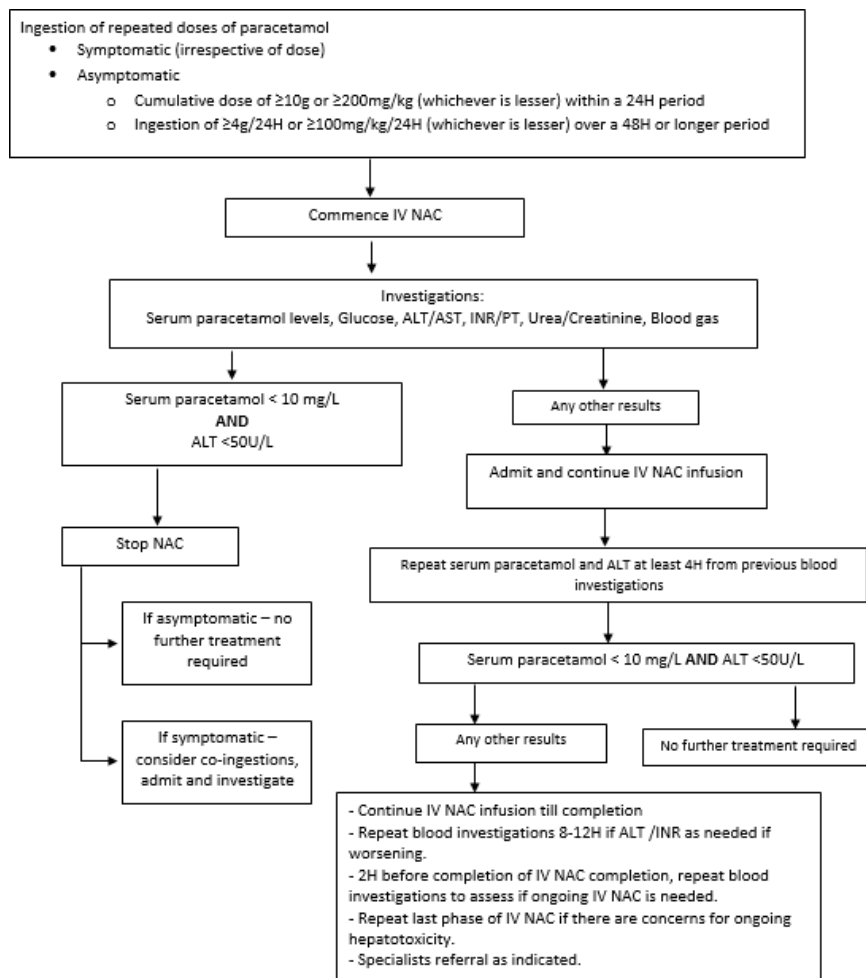 Ingestion of repeated doses of paracetamol
• Symptomatic (irrespective of dose)
• Asymptomatic
o Cumulative dose of ≥10g or ≥200mg/kg (whichever is lesser) within a 24H period
o Ingestion of ≥4g/24H or ≥100mg/kg/24H (whichever is lesser) over a 48H or longer period
Commence IV NAC
Investigations:
Serum paracetamol levels, Glucose, ALT/AST, INR/PT, Urea/Creatinine, Blood gas
Serum paracetamol < 10 mg/L
AND
ALT <50U/L
Stop NAC
If asymptomatic – no
further treatment
required
If symptomatic –
consider co-ingestions,
admit and investigate
Any other results
Admit and continue IV NAC infusion
Repeat serum paracetamol and ALT at least 4H from previous blood
investigations
Serum paracetamol < 10 mg/L AND ALT <50U/L
Any other results
No further treatment required
- Continue IV NAC infusion till completion
- Repeat blood investigations 8-12H if ALT /INR as needed if
worsening.
- 2H before completion of IV NAC completion, repeat blood
investigations to assess if ongoing IV NAC is needed.
- Repeat last phase of IV NAC if there are concerns for ongoing
hepatotoxicity.
- Specialists referral as indicated.